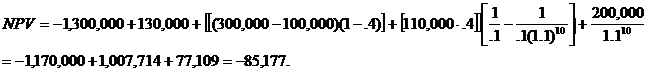 NPV = -1,300,000 + 130,000 + [[(300,000 - 100,000)(1 - .4)] + [110,000 · .4]] [1/.1 - 1/.1(1.1)^10] + 200,000/1.1^10
= -1,170,000 + 1,007,714 + 77,109 = -85,177.